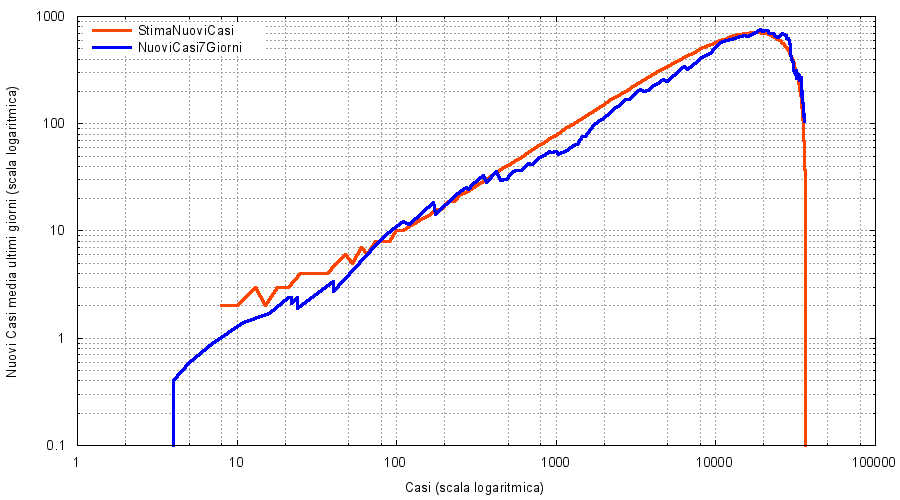 StimaNuoviCasi
NuoviCasi7Giorni
Nuovi Casi media ultimi giorni (scala logaritmica)
1000
100
10
1
0.1
1
10
100
1000
10000
100000
Casi (scala logaritmica)